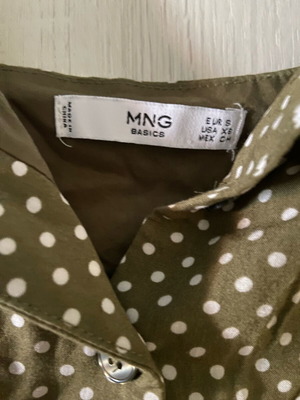 MADE IN
CHINA
MNG
BASICS
EUR S
USA XS
MEX CH